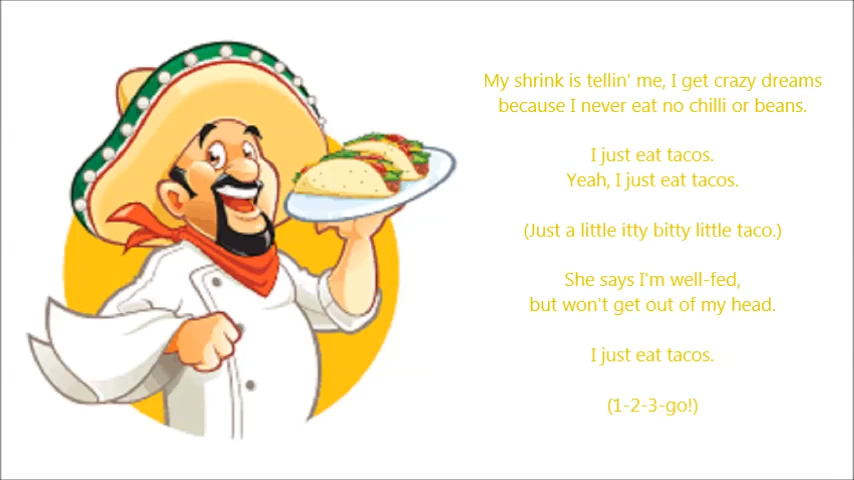 My shrink is tellin' me, I get crazy dreams
because I never eat no chilli or beans.
I just eat tacos.
Yeah, I just eat tacos.
(Just a little itty bitty little taco.)
She says I'm well-fed,
but won't get out of my head.
I just eat tacos.
(1-2-3-go!)